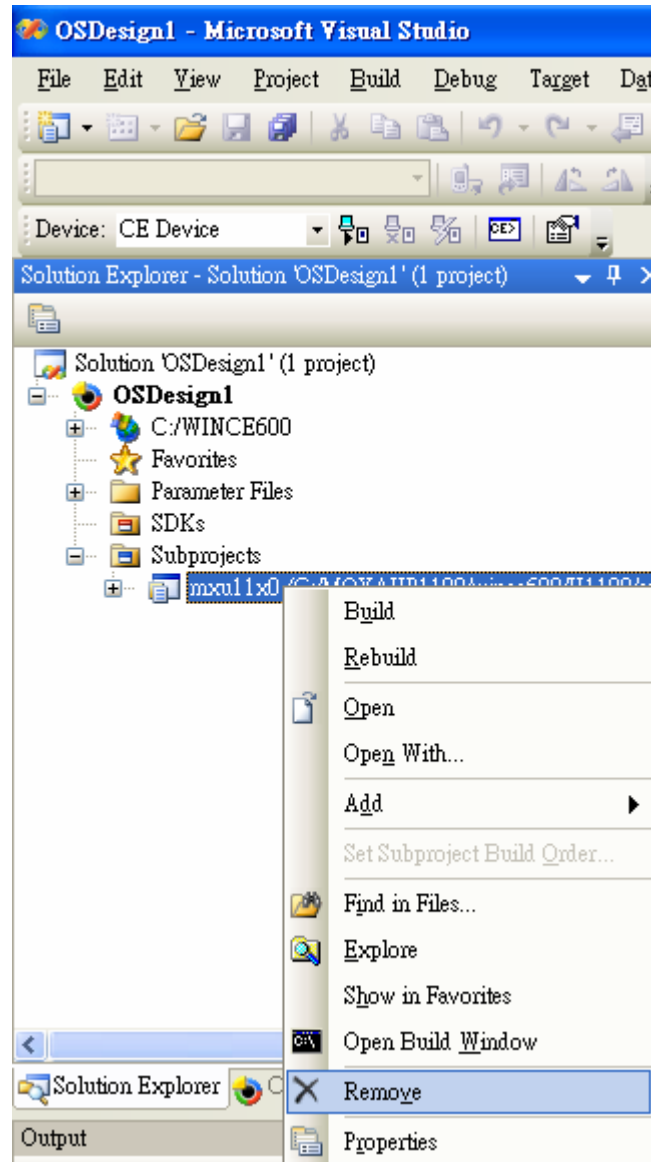 OSDesign1 - Microsoft Visual Studio
File Edit View Project Build Debug Target Dat
Device: CE Device
Solution Explorer - Solution 'OSDesign1' (1 project)
Solution 'OSDesign1' (1 project)
OSDesign1
C:/WINCE600
Favorites
Parameter Files
SDKs
Subprojects
mxu11x0
Build
Rebuild
Open
Open With...
Add
Set Subproject Build Order...
Find in Files...
Explore
Show in Favorites
Open Build Window
Remove
Properties
Solution Explorer C
Output